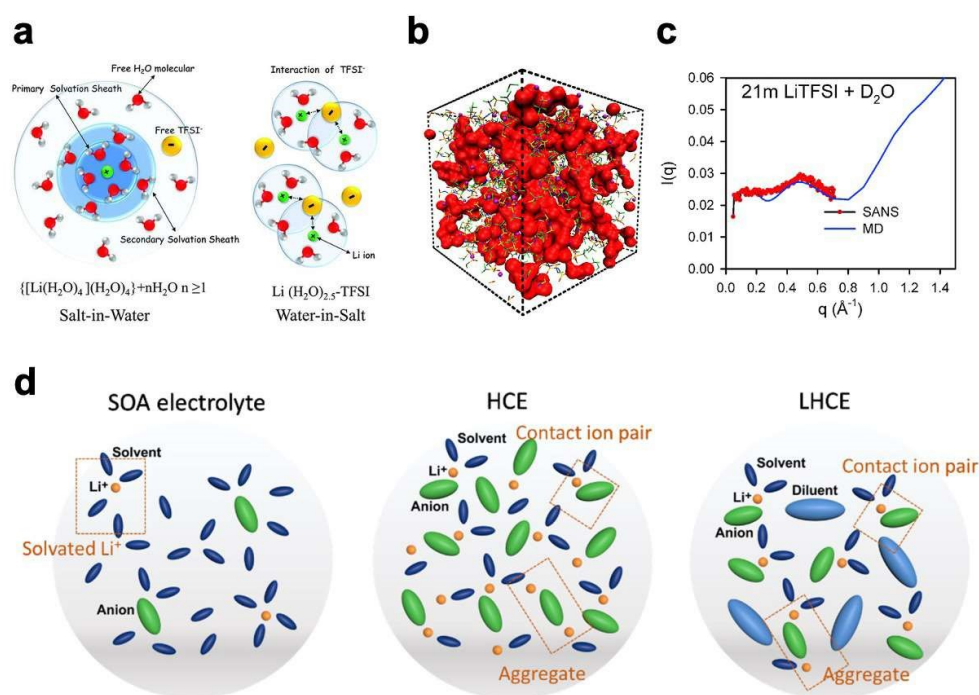 a
Free H₂O molecular
Primary Solvation Sheath
Free TFSI⁻
Secondary Solvation Sheath
{[Li(H₂O)₄](H₂O)₄}+nH₂O n ≥1
Salt-in-Water
Interaction of TFSI⁻
Li ion
Li (H₂O)₂.₅-TFSI
Water-in-Salt
b
c
21m LiTFSI + D₂O
0.06
0.05
0.04
0.03
0.02
0.01
0.00
I(q)
SANS
MD
0.0 0.2 0.4 0.6 0.8 1.0 1.2 1.4
q (Å⁻¹)
d
SOA electrolyte
Solvent
Li⁺
Solvated Li⁺
Anion
HCE
Solvent
Contact ion pair
Li⁺
Anion
Aggregate
LHCE
Solvent
Contact ion pair
Li⁺
Diluent
Anion
Aggregate